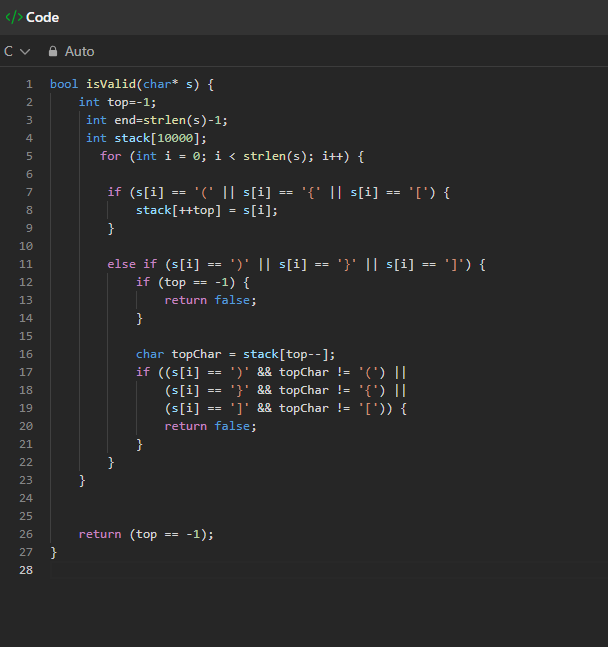 </> Code
C Auto
1 bool isValid(char* s) {
2     int top=-1;
3      int end=strlen(s)-1;
4      int stack[10000];
5        for (int i = 0; i < strlen(s); i++) {
6
7         if (s[i] == '(' || s[i] == '{' || s[i] == '[') {
8             stack[++top] = s[i];
9         }
10
11         else if (s[i] == ')' || s[i] == '}' || s[i] == ']') {
12             if (top == -1) {
13                 return false;
14             }
15
16             char topChar = stack[top--];
17             if ((s[i] == ')' && topChar != '(') ||
18                 (s[i] == '}' && topChar != '{') ||
19                 (s[i] == ']' && topChar != '[')) {
20                 return false;
21             }
22         }
23     }
24
25
26     return (top == -1);
27 }
28